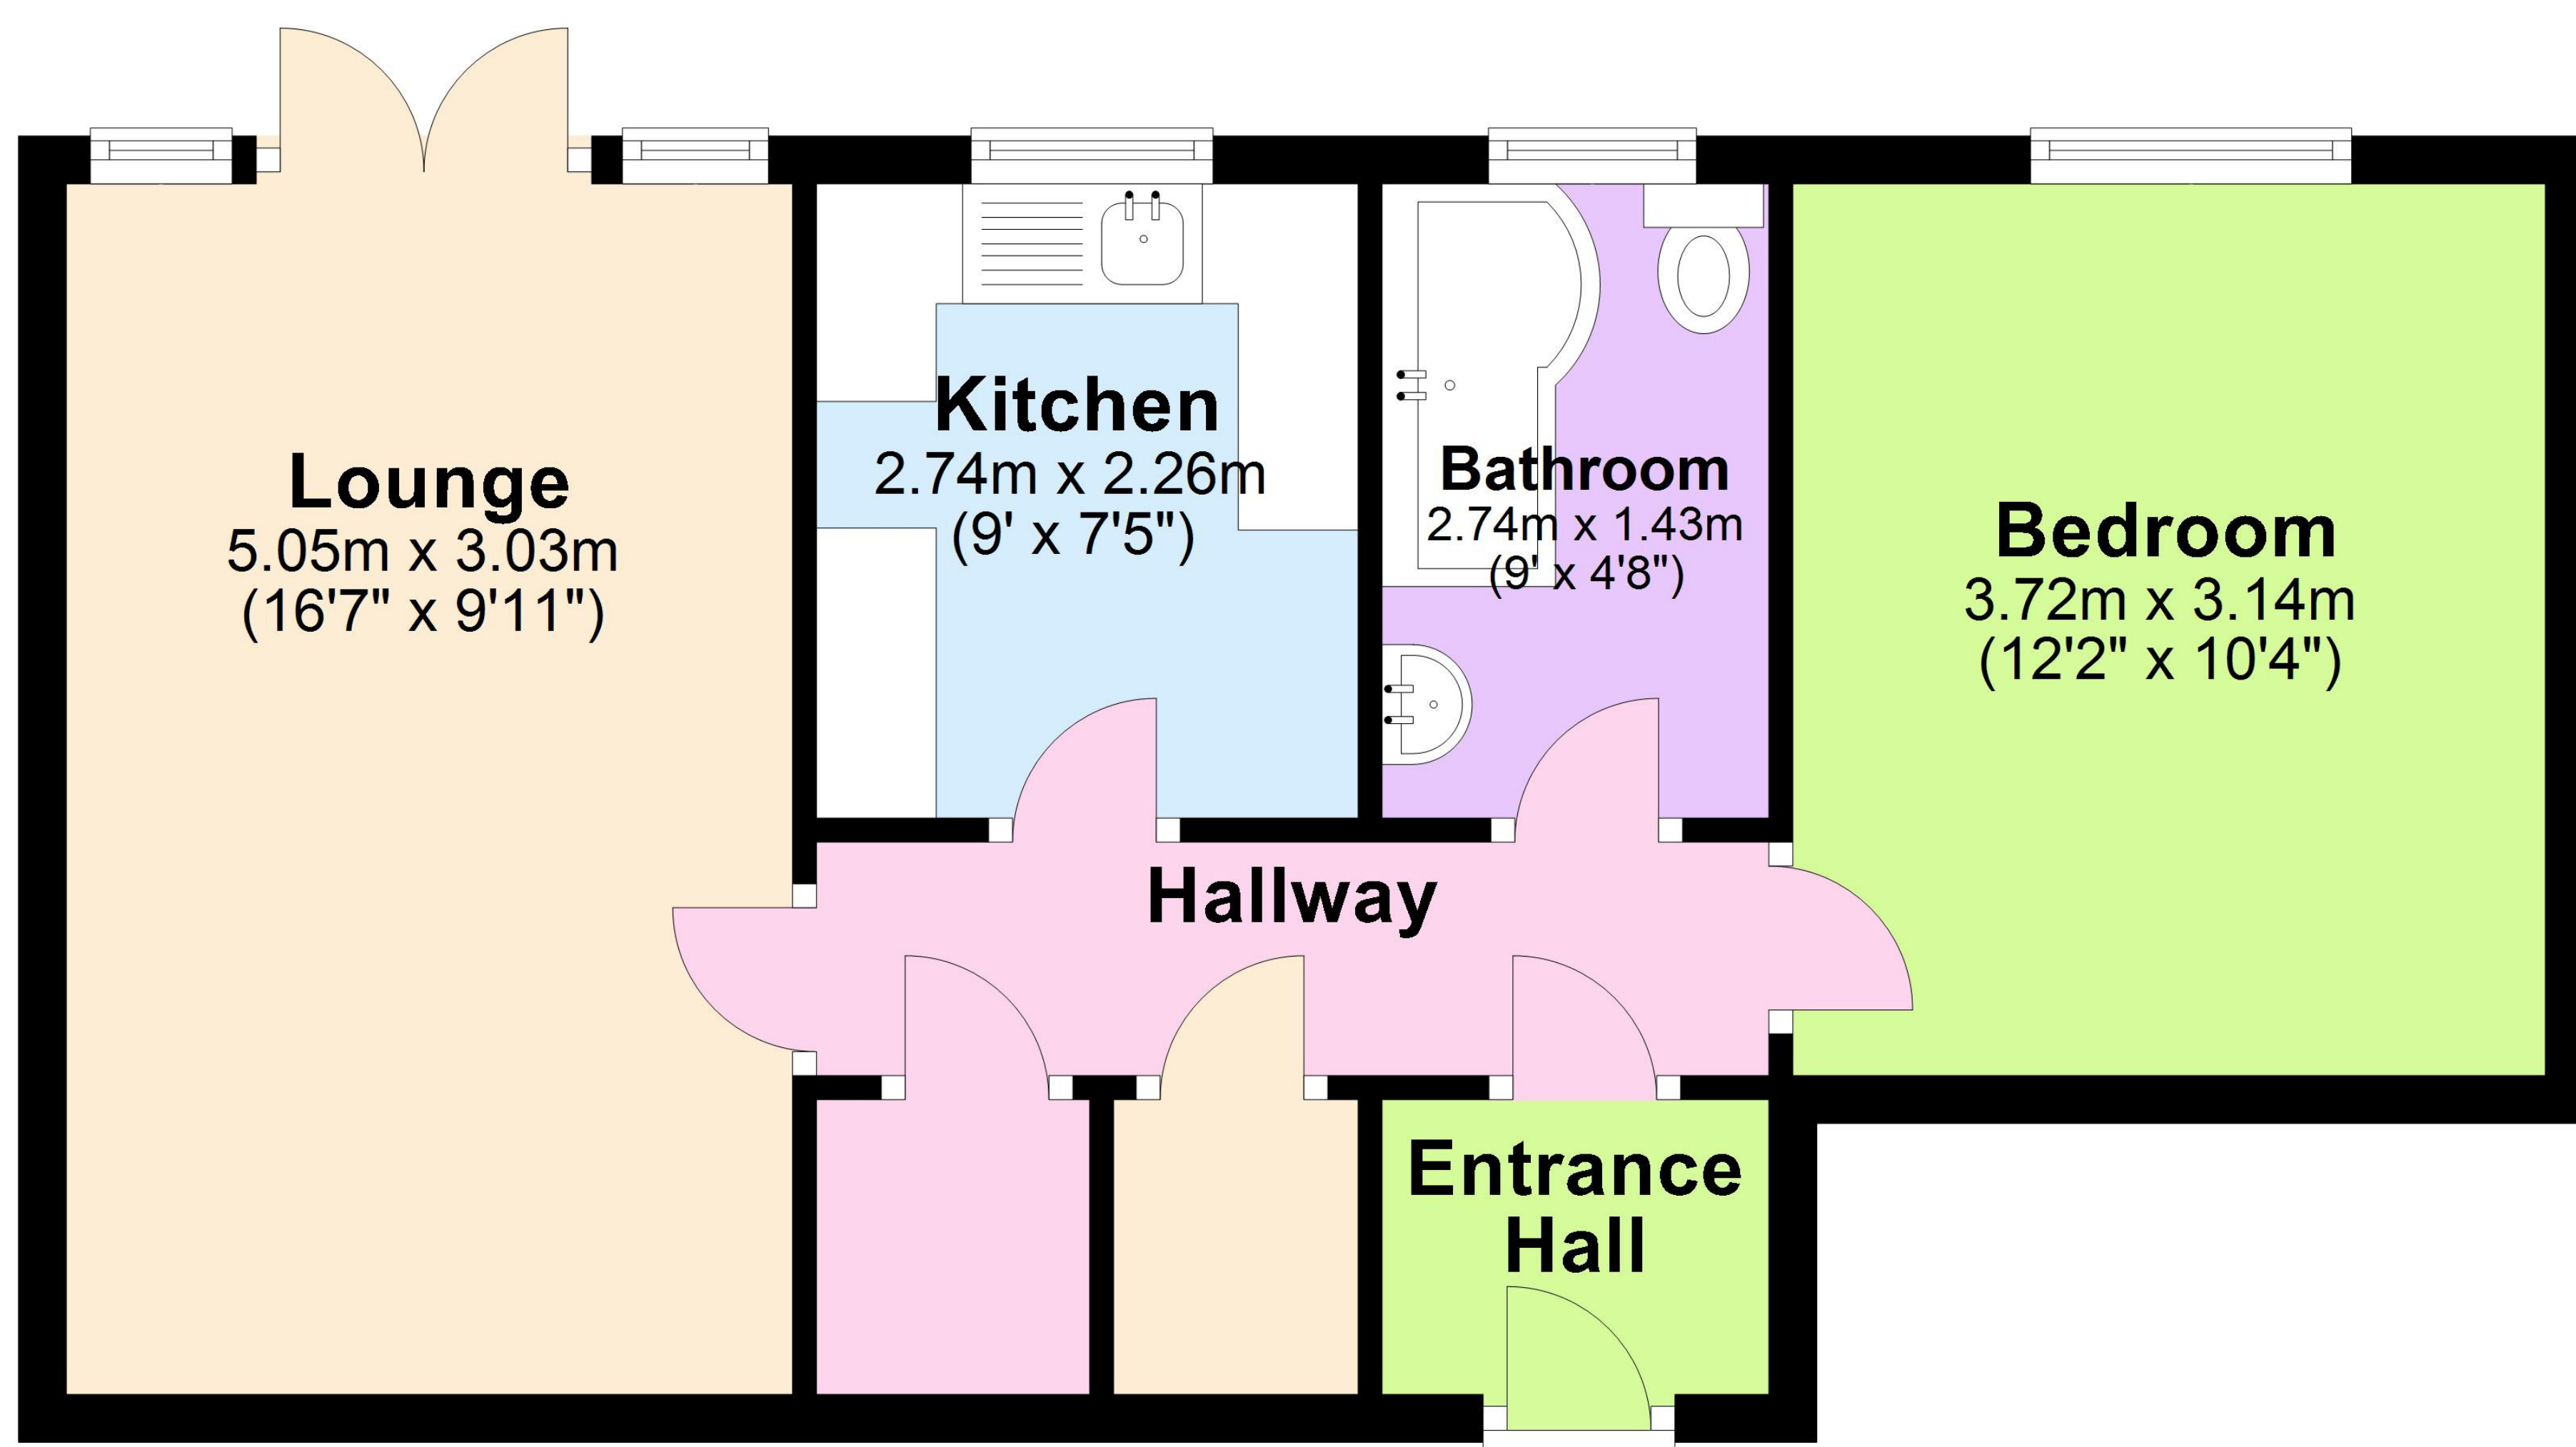 Lounge
5.05m x 3.03m
(16'7" x 9'11")
Kitchen
2.74m x 2.26m
(9' x 7'5")
Bathroom
2.74m x 1.43m
(9' x 4'8")
Bedroom
3.72m x 3.14m
(12'2" x 10'4")
Hallway
Entrance
Hall